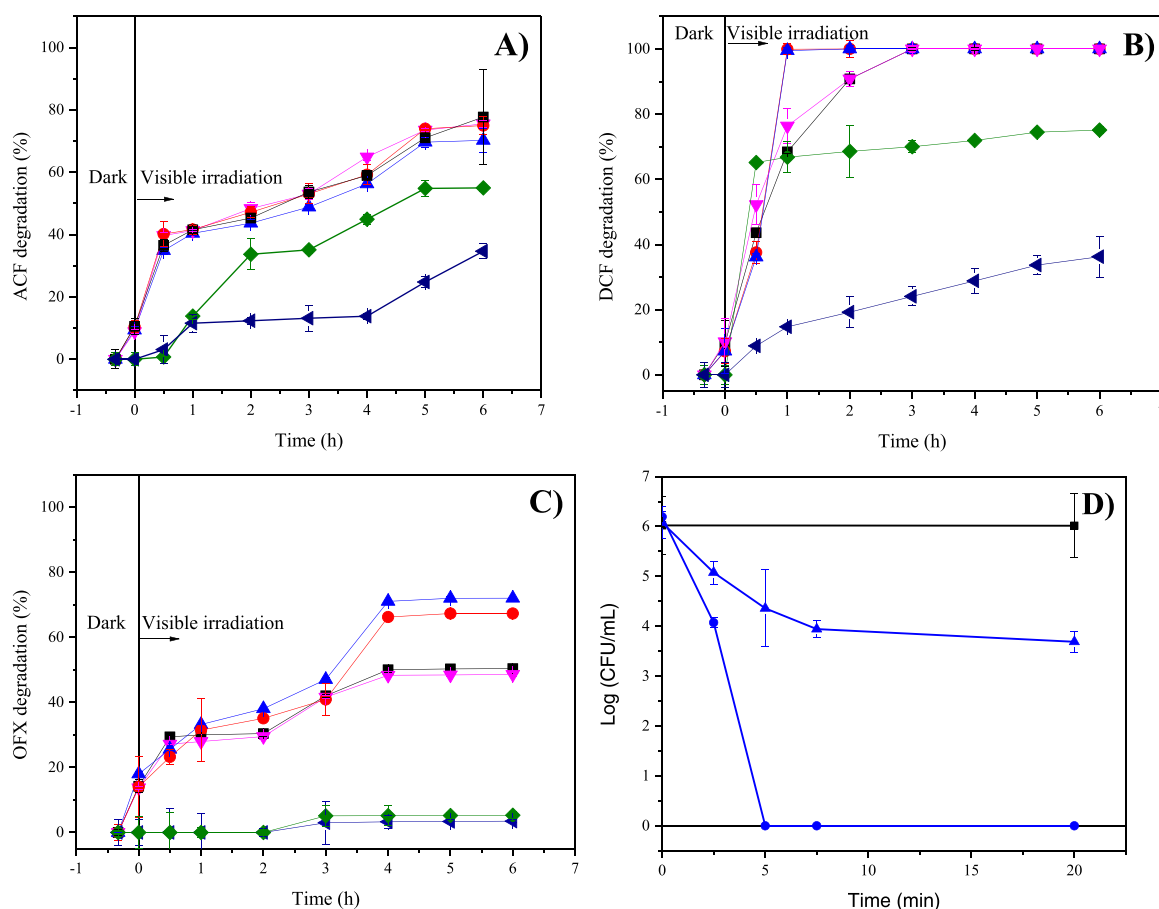 A)
Dark
Visible irradiation
ACF degradation (%)
100
80
60
40
20
0
-1 0 1 2 3 4 5 6 7
Time (h)
B)
Dark
Visible irradiation
DCF degradation (%)
100
80
60
40
20
0
-1 0 1 2 3 4 5 6 7
Time (h)
C)
Dark
Visible irradiation
OFX degradation (%)
100
80
60
40
20
0
-1 0 1 2 3 4 5 6 7
Time (h)
D)
Log (CFU/mL)
7
6
5
4
3
2
1
0
0 5 10 15 20
Time (min)